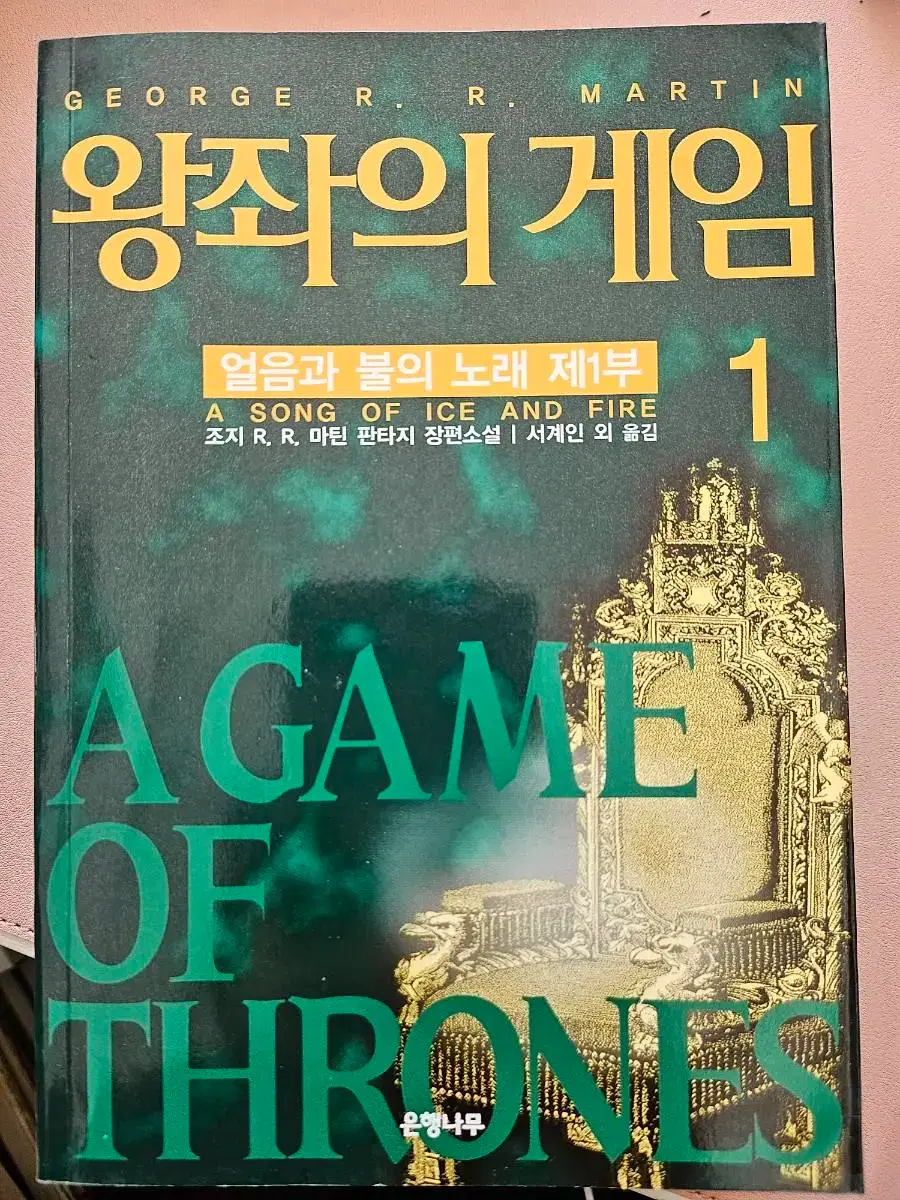 GEORGE R. R. MARTIN
왕좌의 게임
얼음과 불의 노래 제1부
1
A SONG OF ICE AND FIRE
조지 R. R. 마틴 판타지 장편소설 | 서계인 외 옮김
A GAME
OF
THRONES
은행나무